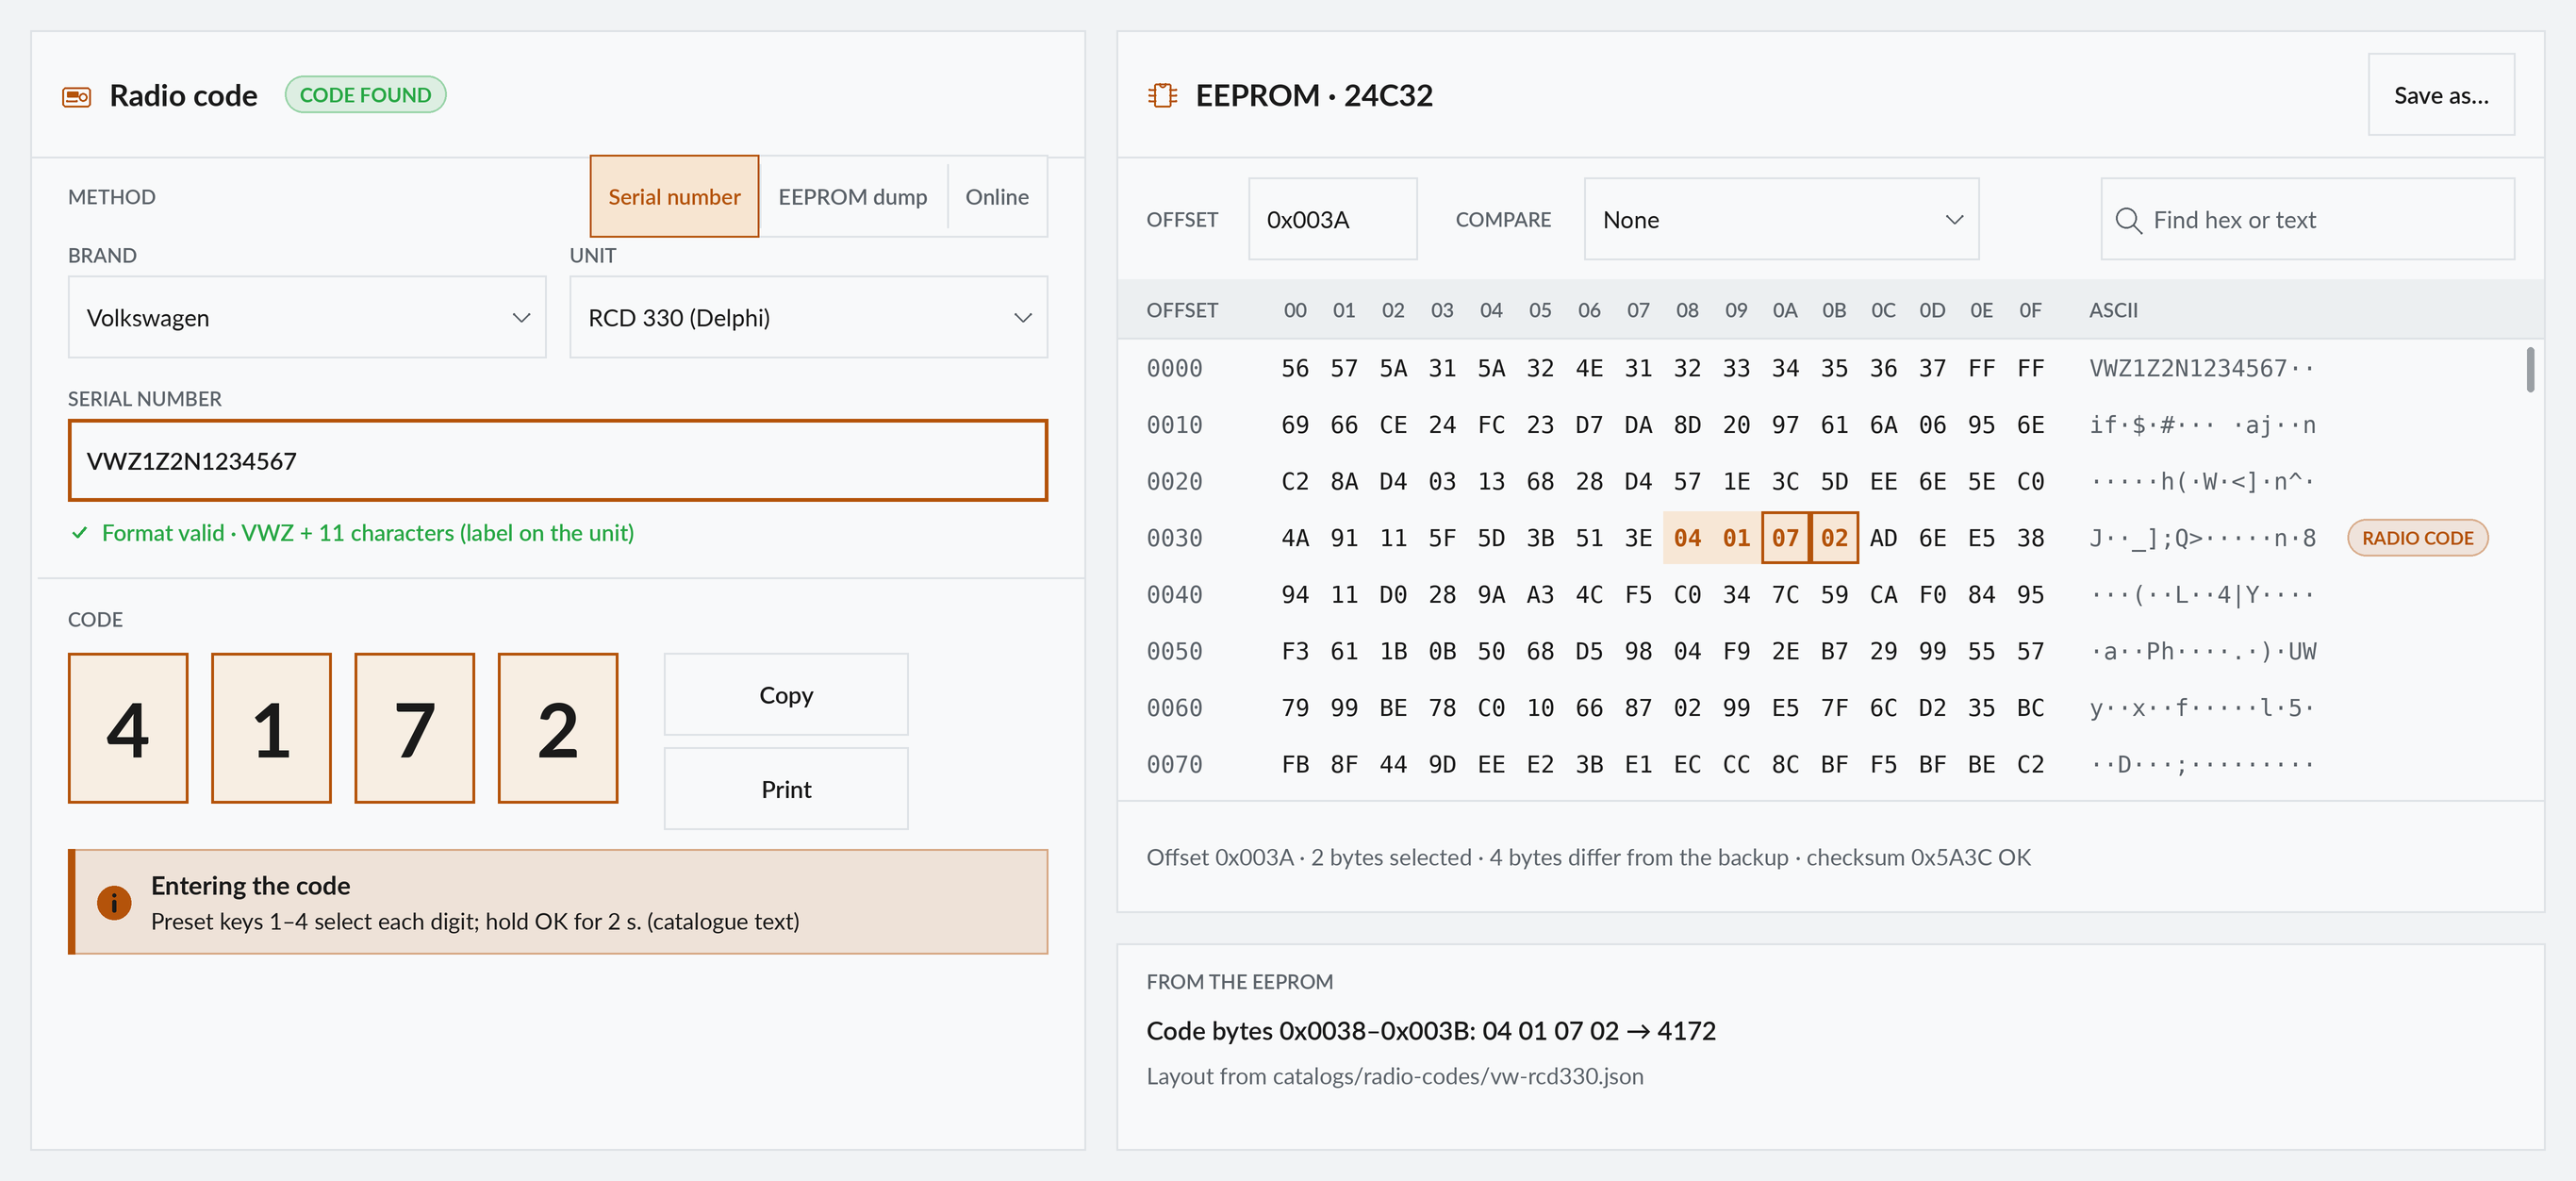 Radio code CODE FOUND
METHOD Serial number EEPROM dump Online
BRAND UNIT
Volkswagen RCD 330 (Delphi)
SERIAL NUMBER
VWZ1Z2N1234567
Format valid · VWZ + 11 characters (label on the unit)
CODE
4 1 7 2
Copy
Print
Entering the code
Preset keys 1–4 select each digit; hold OK for 2 s. (catalogue text)
EEPROM · 24C32 Save as...
OFFSET 0x003A COMPARE None Find hex or text
OFFSET 00 01 02 03 04 05 06 07 08 09 0A 0B 0C 0D 0E 0F ASCII
0000 56 57 5A 31 5A 32 4E 31 32 33 34 35 36 37 FF FF VWZ1Z2N1234567··
0010 69 66 CE 24 FC 23 D7 DA 8D 20 97 61 6A 06 95 6E if·$·#··· ·aj··n
0020 C2 8A D4 03 13 68 28 D4 57 1E 3C 5D EE 6E 5E C0 ·····h(·W·<]·n^·
0030 4A 91 11 5F 5D 3B 51 3E 04 01 07 02 AD 6E E5 38 J··_];Q>·····n·8 RADIO CODE
0040 94 11 D0 28 9A A3 4C F5 C0 34 7C 59 CA F0 84 95 ···(··L··4|Y····
0050 F3 61 1B 0B 50 68 D5 98 04 F9 2E B7 29 99 55 57 ·a··Ph····.·)·UW
0060 79 99 BE 78 C0 10 66 87 02 99 E5 7F 6C D2 35 BC y··x··f·····l·5·
0070 FB 8F 44 9D EE E2 3B E1 EC CC 8C BF F5 BF BE C2 ··D···;·········
Offset 0x003A · 2 bytes selected · 4 bytes differ from the backup · checksum 0x5A3C OK
FROM THE EEPROM
Code bytes 0x0038–0x003B: 04 01 07 02 → 4172
Layout from catalogs/radio-codes/vw-rcd330.json